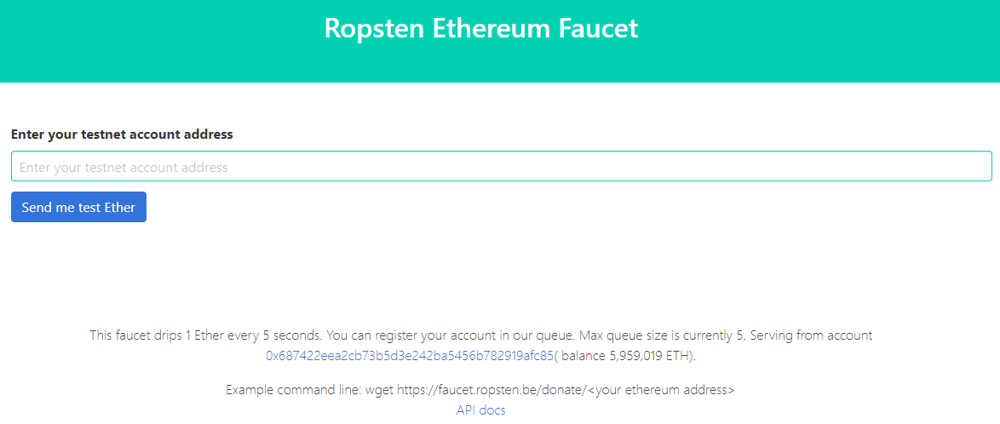 Ropsten Ethereum Faucet
Enter your testnet account address
Enter your testnet account address
Send me test Ether
This faucet drips 1 Ether every 5 seconds. You can register your account in our queue. Max queue size is currently 5. Serving from account
0x687422eea2cb73b5d3e242ba5456b782919afc85( balance 5,959,019 ETH).
Example command line: wget https://faucet.ropsten.be/donate/<your ethereum address>
API docs